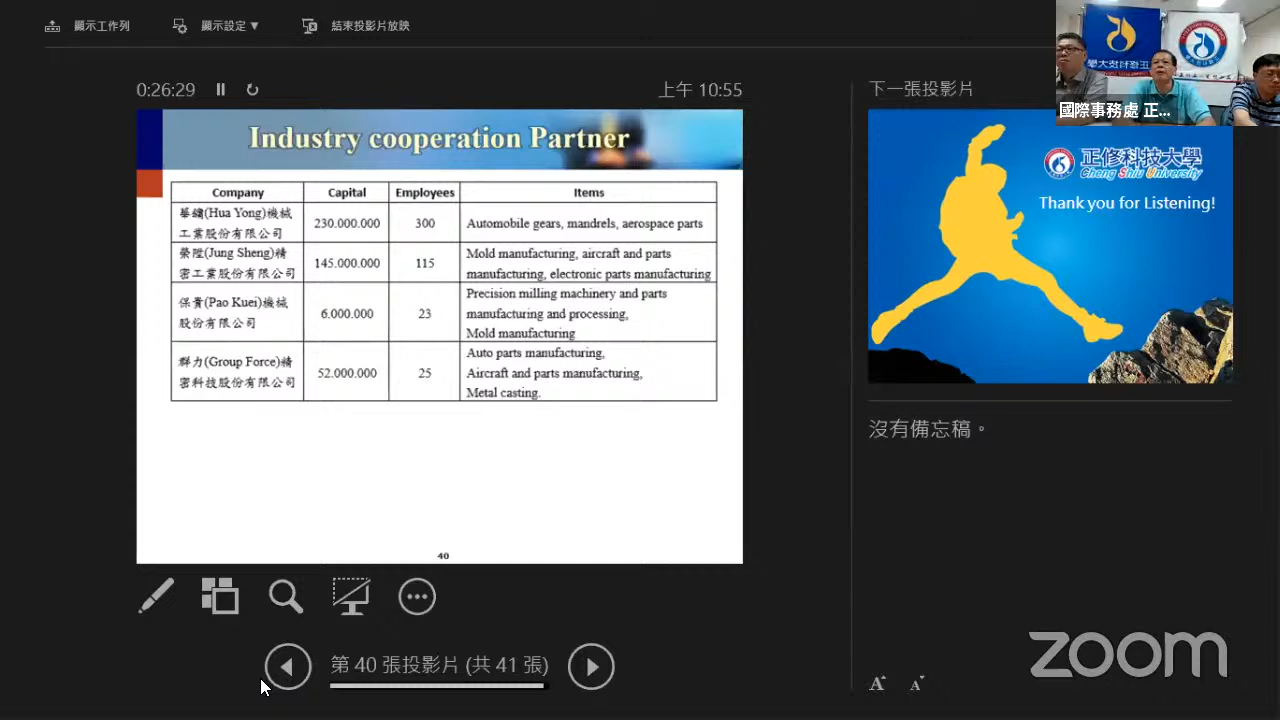 顯示工作列
顯示設定 ▼
結束投影片放映
0:26:29
上午 10:55
Industry cooperation Partner
Company Capital Employees Items
華鏞(Hua Yong)機械
工業股份有限公司
230.000.000
300
Automobile gears, mandrels, aerospace parts
榮陞(Jung Sheng)精
密工業股份有限公司
145.000.000
115
Mold manufacturing, aircraft and parts
manufacturing, electronic parts manufacturing
保貴(Pao Kuei)機械
股份有限公司
6.000.000
23
Precision milling machinery and parts
manufacturing and processing,
Mold manufacturing
群力(Group Force)精
密科技股份有限公司
52.000.000
25
Auto parts manufacturing,
Aircraft and parts manufacturing,
Metal casting.
40
第 40 張投影片 (共 41 張)
下一張投影片
正修科技大學
Cheng Shiu University
Thank you for Listening!
沒有備忘稿。
國際事務處 正...
zoom